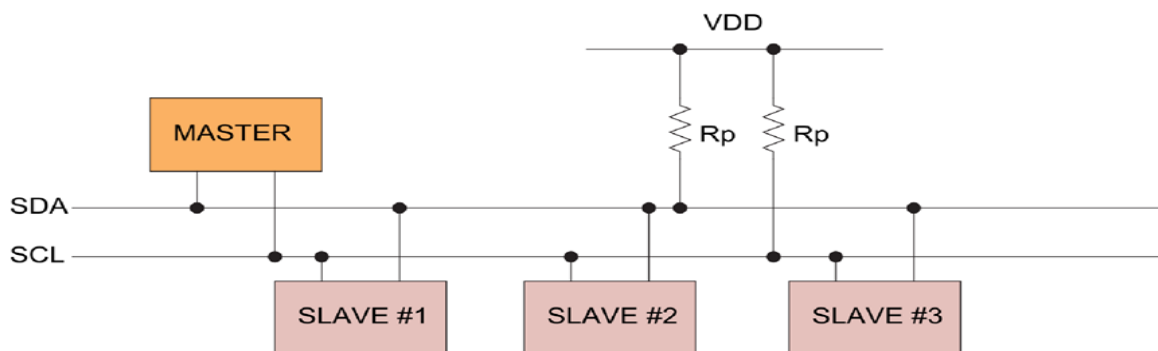 VDD
MASTER
Rp
Rp
SDA
SCL
SLAVE #1
SLAVE #2
SLAVE #3